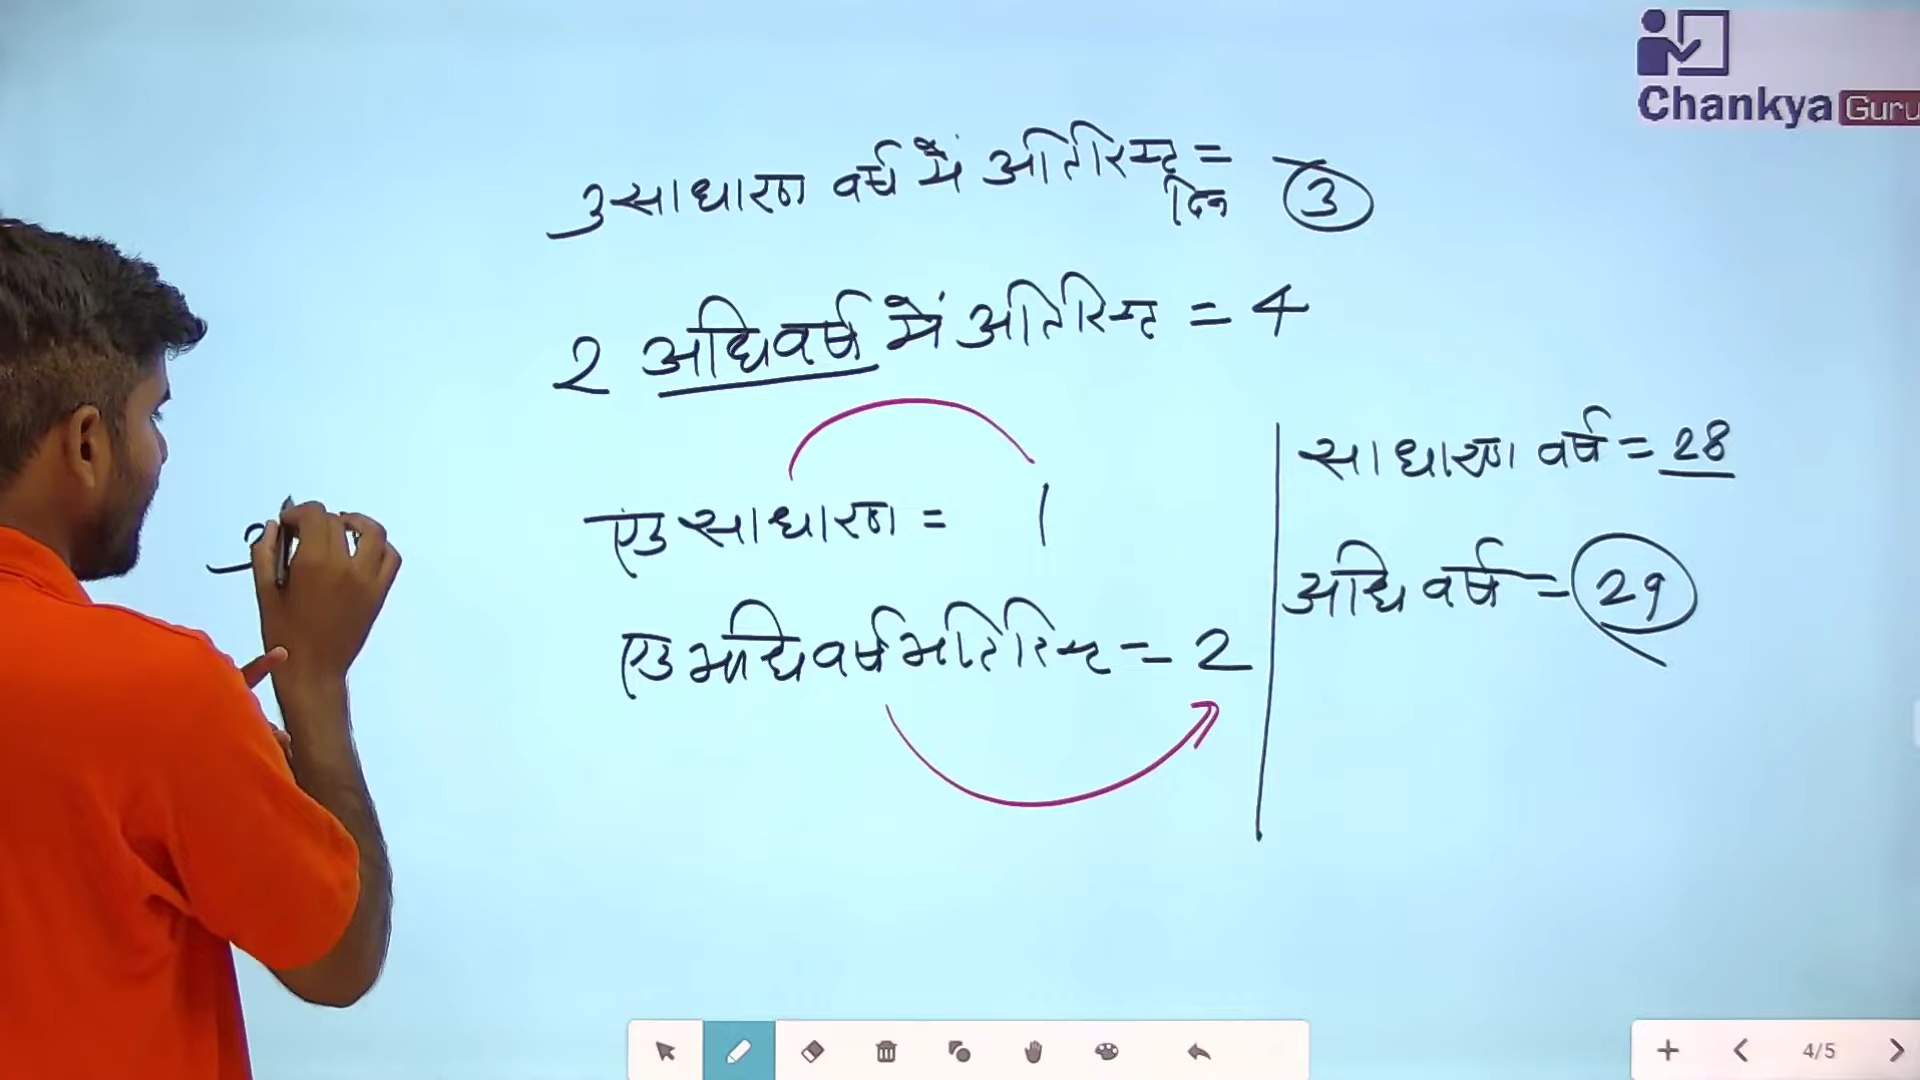 Chankya Guru
3 साधारण वर्ष में अतिरिक्त दिन = 3
2 अधिवर्ष में अतिरिक्त = 4
एक साधारण = 1
एक अधिवर्ष अतिरिक्त = 2
साधारण वर्ष = 28
अधि वर्ष = 29
4/5